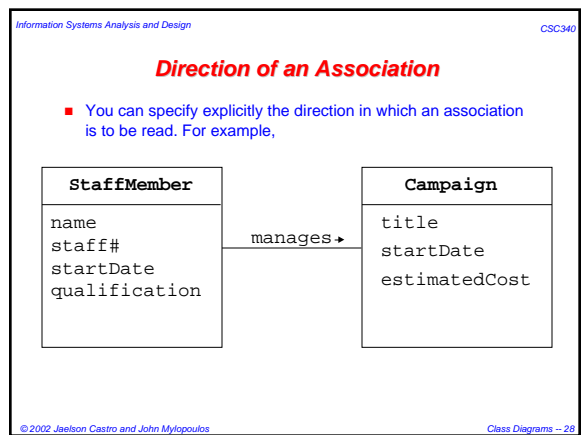 Information Systems Analysis and Design
CSC340
Direction of an Association
You can specify explicitly the direction in which an association
is to be read. For example,
StaffMember
name
staff#
startDate
qualification
manages
Campaign
title
startDate
estimatedCost
© 2002 Jaelson Castro and John Mylopoulos
Class Diagrams -- 28